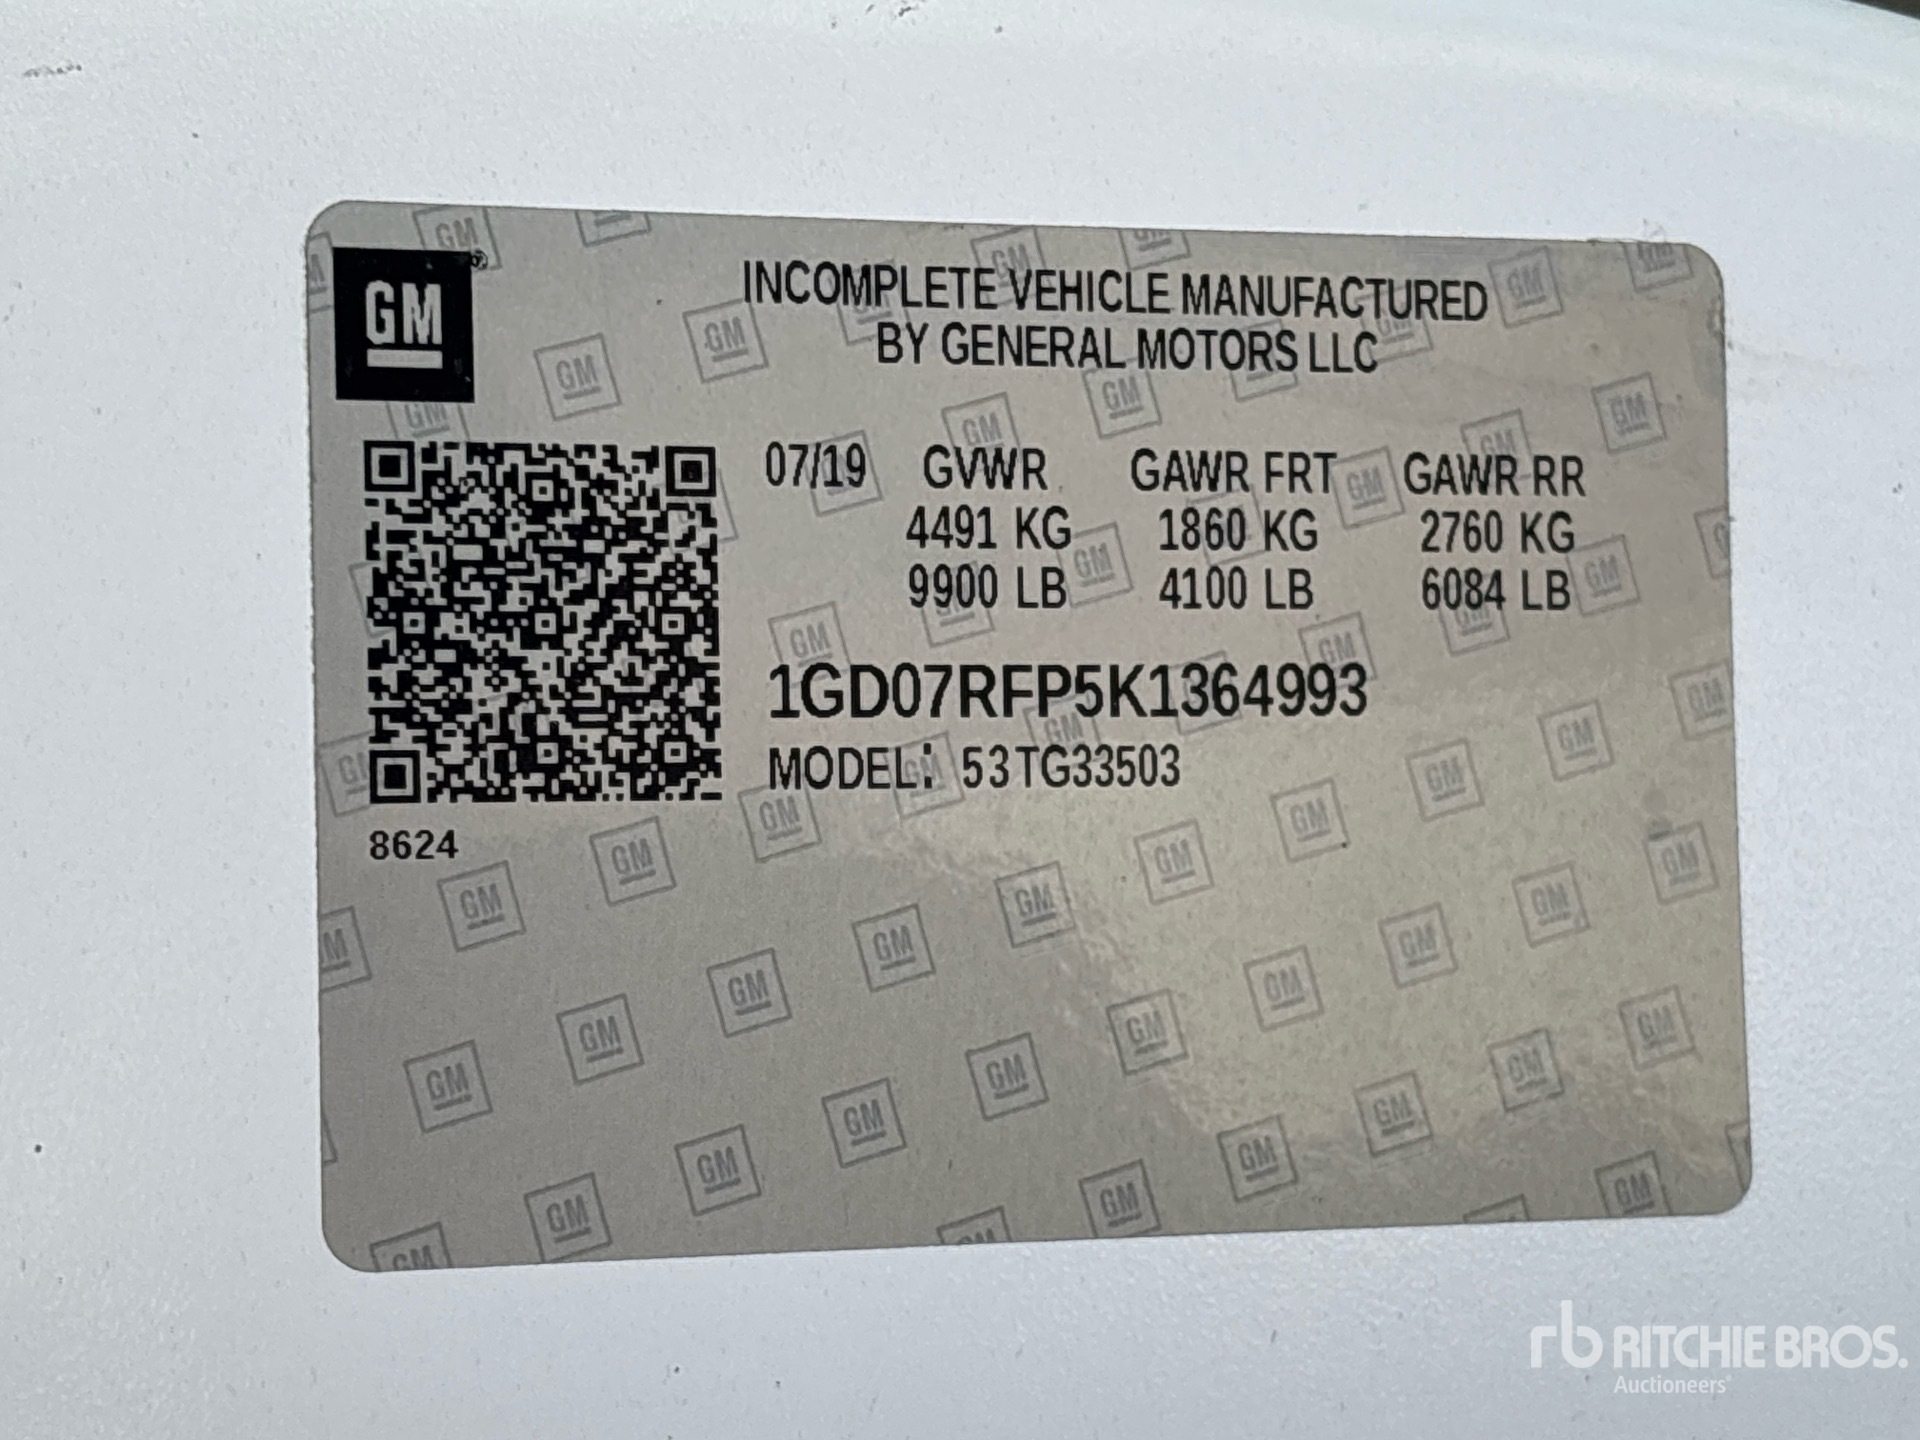 GM
INCOMPLETE VEHICLE MANUFACTURED
BY GENERAL MOTORS LLC
07/19 GVWR GAWR FRT GAWR RR
4491 KG 1860 KG 2760 KG
9900 LB 4100 LB 6084 LB
1GD07RFP5K1364993
MODEL: 53TG33503
8624
rb RITCHIE BROS.
Auctioneers